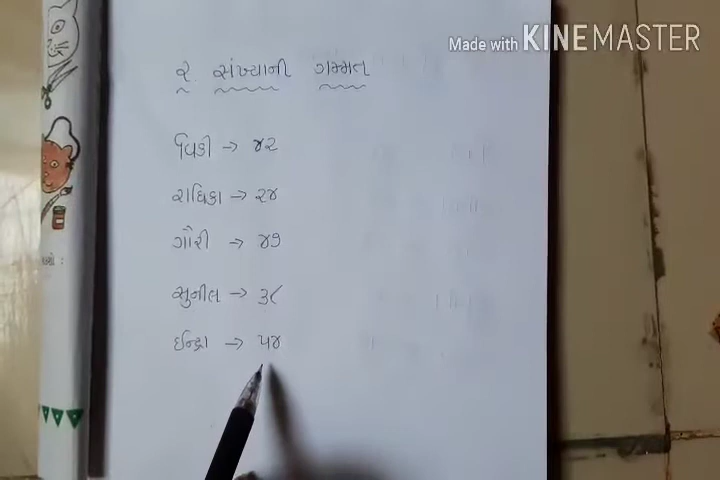 Made with KINEMASTER
૨ સંખ્યાની ગમ્મત
વિકી → ૪૨
રાધિકા → ૨૪
ગૌરી → ૪૭
સુનીલ → ૩૮
ઈન્દ્રા → ૫૪